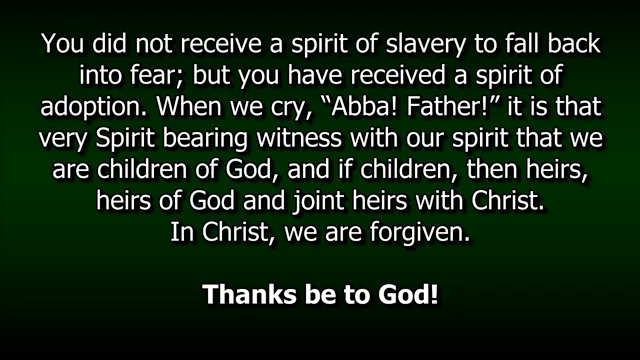 You did not receive a spirit of slavery to fall back
into fear; but you have received a spirit of
adoption. When we cry, “Abba! Father!” it is that
very Spirit bearing witness with our spirit that we
are children of God, and if children, then heirs,
heirs of God and joint heirs with Christ.
In Christ, we are forgiven.
Thanks be to God!